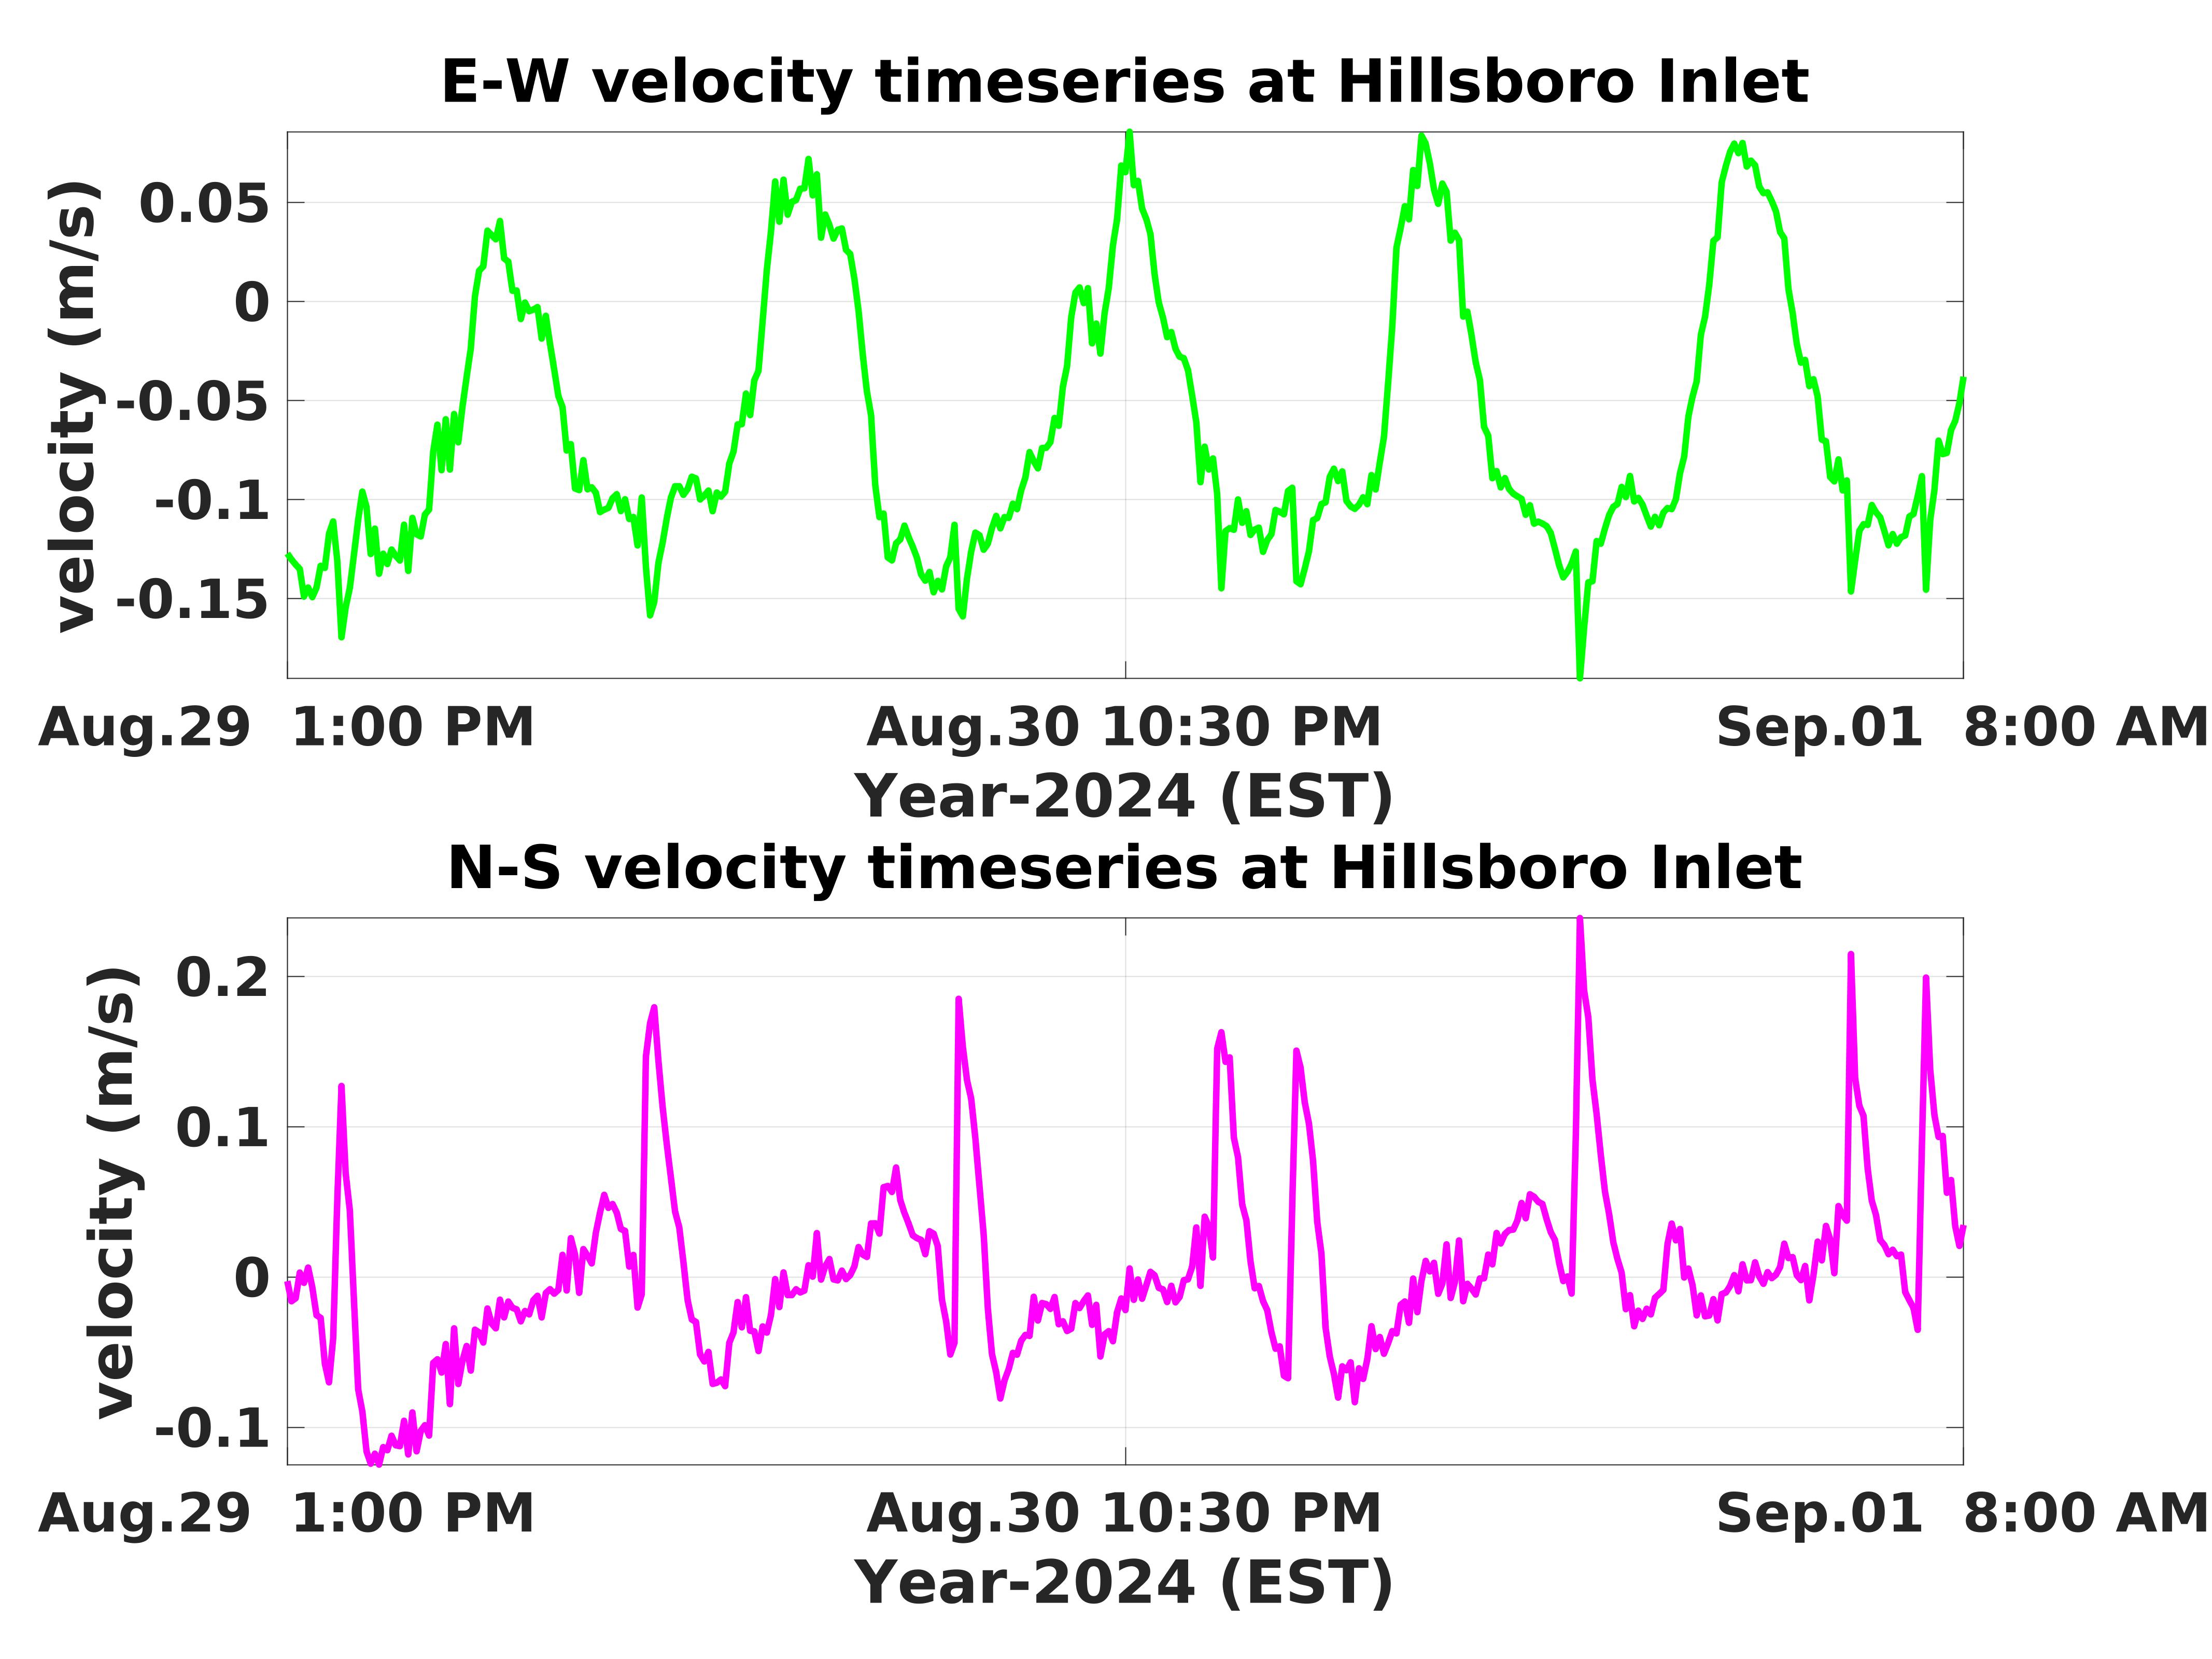 E-W velocity timeseries at Hillsboro Inlet
velocity (m/s)
0.05
0
-0.05
-0.1
-0.15
Aug.29  1:00 PM
Aug.30 10:30 PM
Sep.01  8:00 AM
Year-2024 (EST)
N-S velocity timeseries at Hillsboro Inlet
velocity (m/s)
0.2
0.1
0
-0.1
Aug.29  1:00 PM
Aug.30 10:30 PM
Sep.01  8:00 AM
Year-2024 (EST)